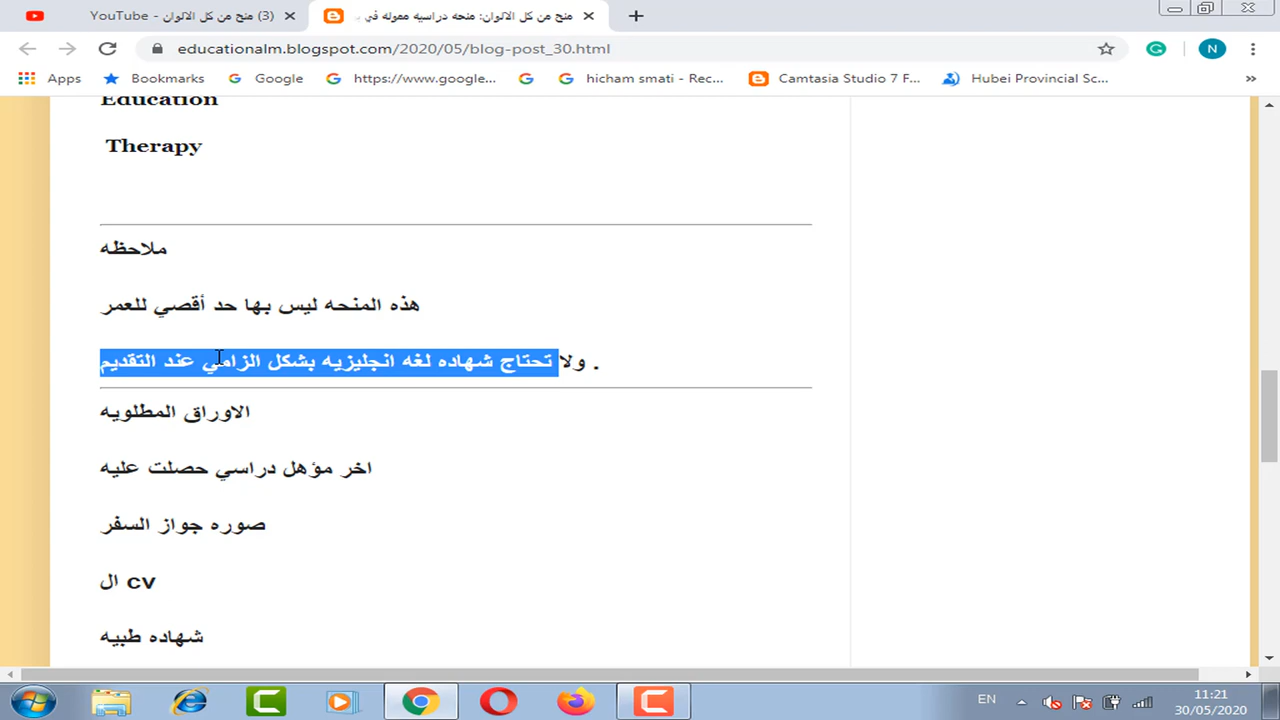 (3) منح من كل الالوان - YouTube
منح من كل الالوان: منحه دراسيه مموله في
educationalm.blogspot.com/2020/05/blog-post_30.html
N
Apps
Bookmarks
Google
https://www.google...
hicham smati - Rec...
Camtasia Studio 7 F...
Hubei Provincial Sc...
»
Education
Therapy
ملاحظه
هذه المنحه ليس بها حد أقصي للعمر
. ولا تحتاج شهاده لغه انجليزيه بشكل الزامي عند التقديم
الاوراق المطلويه
اخر مؤهل دراسي حصلت عليه
صوره جواز السفر
ال cv
شهاده طبيه
EN
11:21
30/05/2020